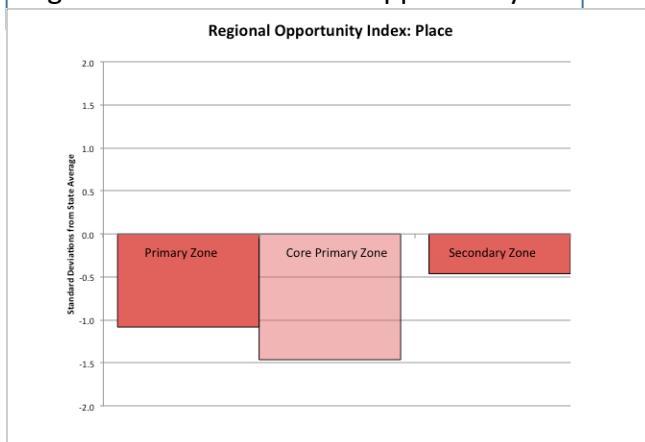 Regional Opportunity Index: Place
2.0
1.5
1.0
0.5
0.0
-0.5
-1.0
-1.5
-2.0
Standard Deviations from State Average
Primary Zone
Core Primary Zone
Secondary Zone